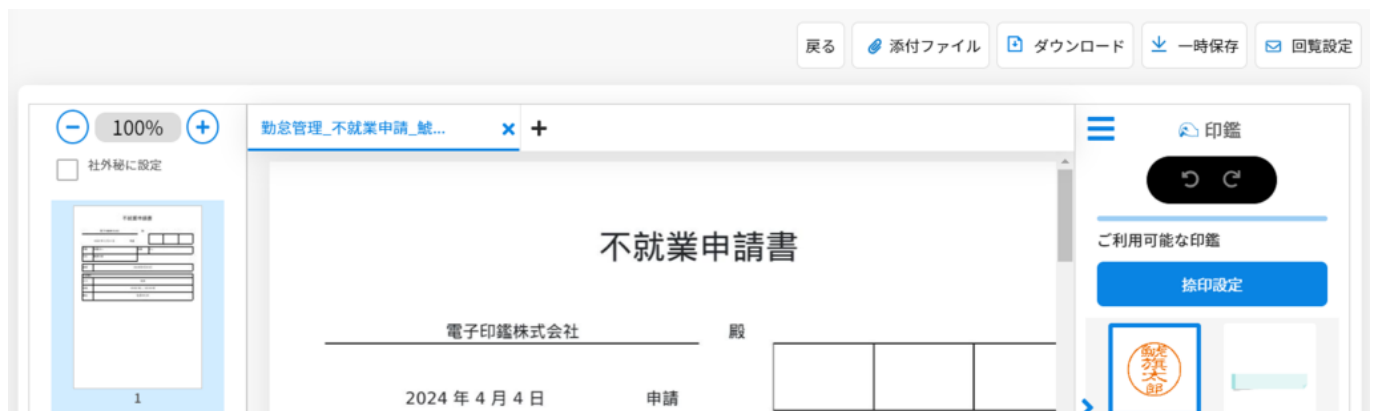 戻る
添付ファイル
ダウンロード
一時保存
回覧設定
100%
社外秘に設定
1
勤怠管理_不就業申請_鯱...
不就業申請書
電子印鑑株式会社 殿
2024 年 4 月 4 日 申請
印鑑
ご利用可能な印鑑
捺印設定
鯱旗太郎